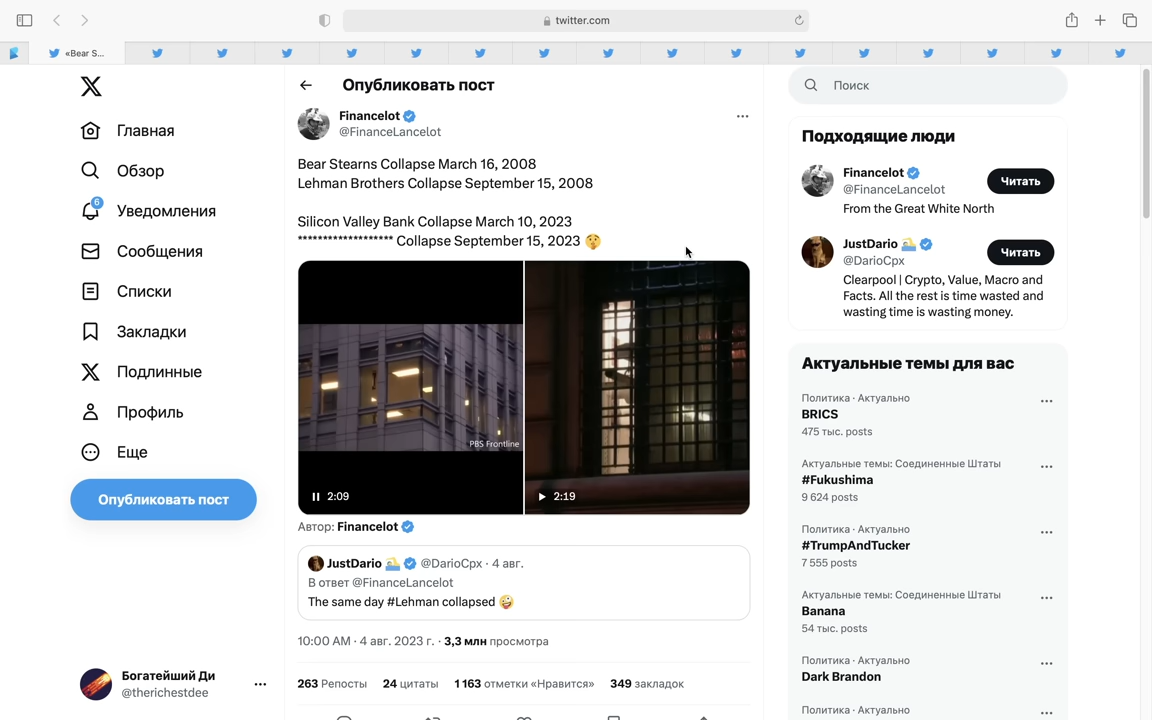 twitter.com
«Bear S...
Главная
Обзор
6
Уведомления
Сообщения
Списки
Закладки
Подлинные
Профиль
Еще
Опубликовать пост
Богатейший Ди
@therichestdee
Опубликовать пост
Financelot
@FinanceLancelot
Bear Stearns Collapse March 16, 2008
Lehman Brothers Collapse September 15, 2008
Silicon Valley Bank Collapse March 10, 2023
****************** Collapse September 15, 2023 🤫
PBS Frontline
2:09
2:19
Автор: Financelot
JustDario 🏊 @DarioCpx · 4 авг.
В ответ @FinanceLancelot
The same day #Lehman collapsed 🤪
10:00 AM · 4 авг. 2023 г. · 3,3 млн просмотра
263 Репосты 24 цитаты 1 163 отметки «Нравится» 349 закладок
Поиск
Подходящие люди
Financelot
@FinanceLancelot
Читать
From the Great White North
JustDario 🏊
@DarioCpx
Читать
Clearpool | Crypto, Value, Macro and
Facts. All the rest is time wasted and
wasting time is wasting money.
Актуальные темы для вас
Политика · Актуально
BRICS
475 тыс. posts
Актуальные темы: Соединенные Штаты
#Fukushima
9 624 posts
Политика · Актуально
#TrumpAndTucker
7 555 posts
Актуальные темы: Соединенные Штаты
Banana
54 тыс. posts
Политика · Актуально
Dark Brandon
Политика · Актуально